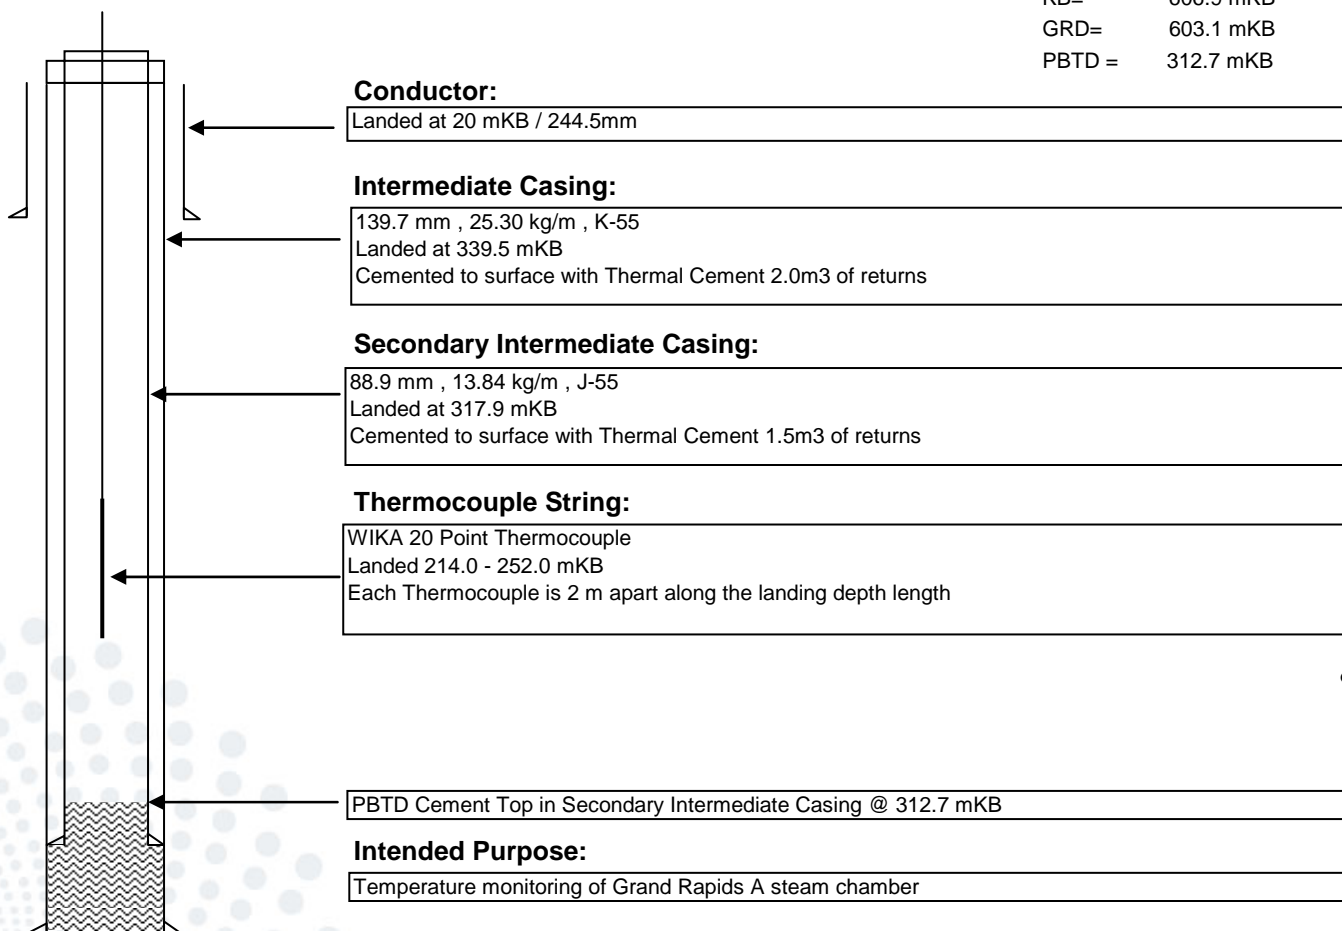 GRD= 603.1 mKB
PBTD = 312.7 mKB
Conductor:
Landed at 20 mKB / 244.5mm
Intermediate Casing:
139.7 mm , 25.30 kg/m , K-55
Landed at 339.5 mKB
Cemented to surface with Thermal Cement 2.0m3 of returns
Secondary Intermediate Casing:
88.9 mm , 13.84 kg/m , J-55
Landed at 317.9 mKB
Cemented to surface with Thermal Cement 1.5m3 of returns
Thermocouple String:
WIKA 20 Point Thermocouple
Landed 214.0 - 252.0 mKB
Each Thermocouple is 2 m apart along the landing depth length
PBTD Cement Top in Secondary Intermediate Casing @ 312.7 mKB
Intended Purpose:
Temperature monitoring of Grand Rapids A steam chamber